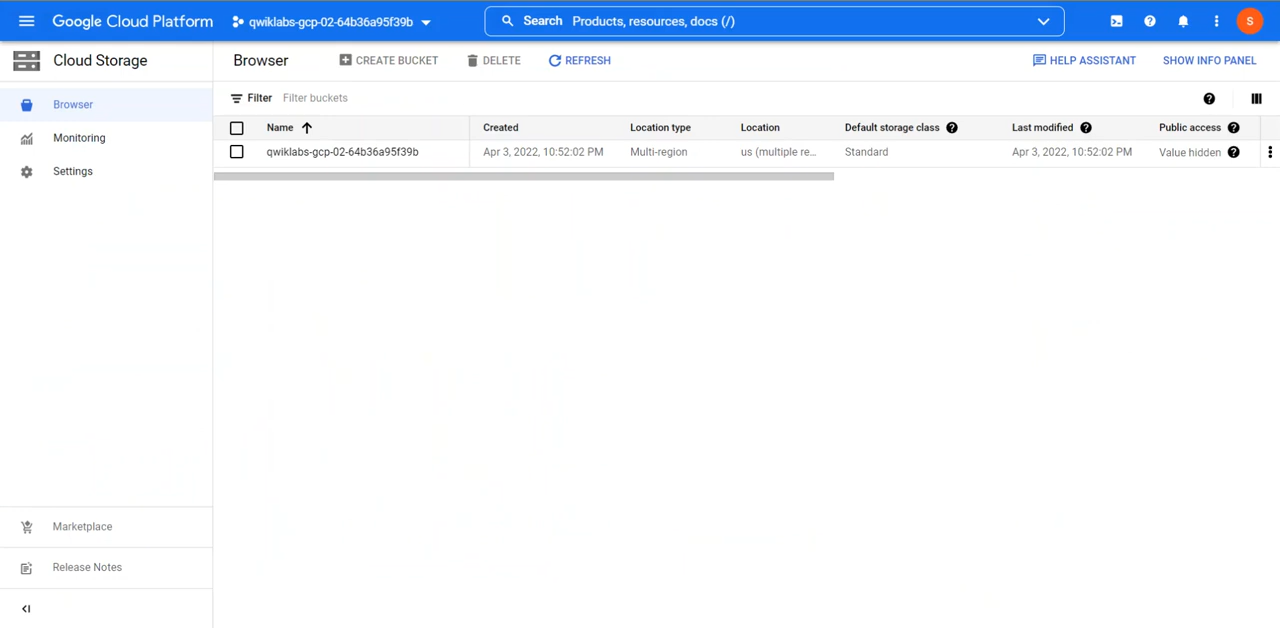 Google Cloud Platform
qwiklabs-gcp-02-64b36a95f39b
Search Products, resources, docs (/)
S
Cloud Storage
Browser
CREATE BUCKET
DELETE
REFRESH
HELP ASSISTANT
SHOW INFO PANEL
Browser
Monitoring
Settings
Filter Filter buckets
Name Created Location type Location Default storage class Last modified Public access
qwiklabs-gcp-02-64b36a95f39b Apr 3, 2022, 10:52:02 PM Multi-region us (multiple re... Standard Apr 3, 2022, 10:52:02 PM Value hidden
Marketplace
Release Notes